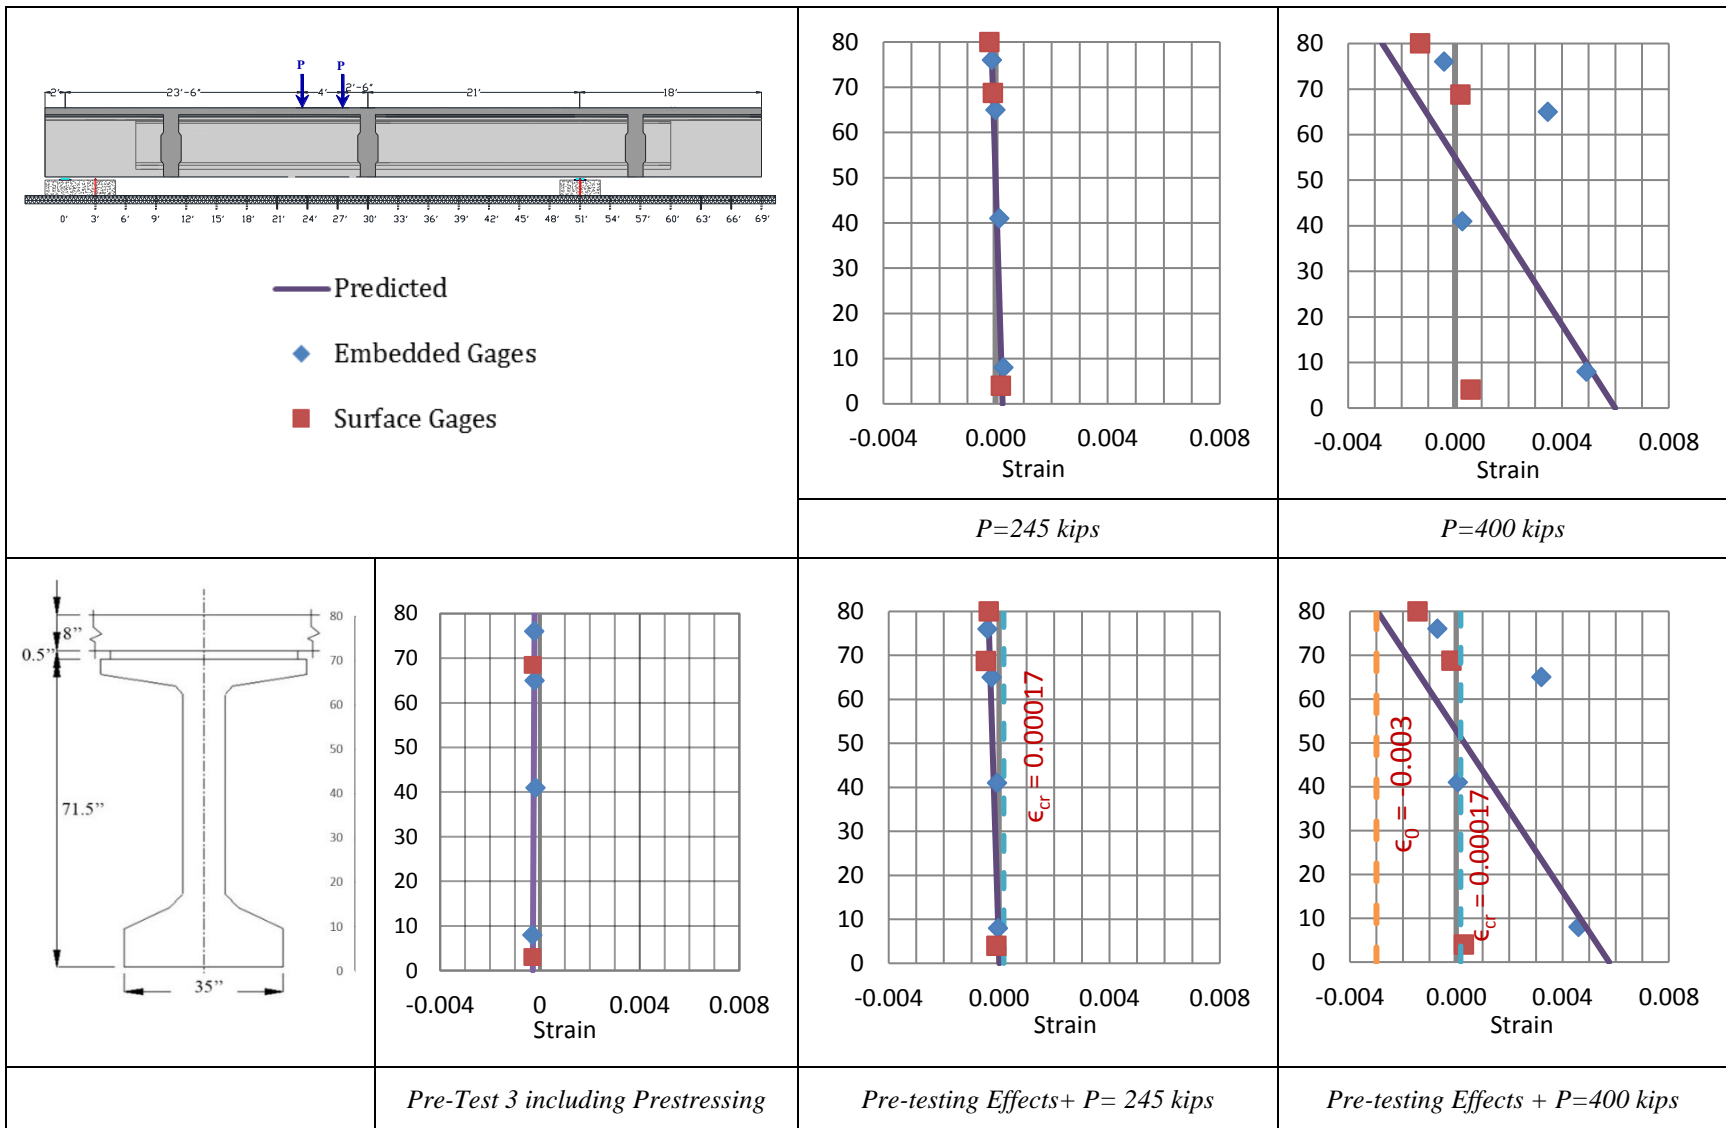 P P
2' 23'-6" 4' 2'-6" 21' 18'
0' 3' 6' 9' 12' 15' 18' 21' 24' 27' 30' 33' 36' 39' 42' 45' 48' 51' 54' 57' 60' 63' 66' 69'
Predicted
Embedded Gages
Surface Gages
80
70
60
50
40
30
20
10
0
-0.004 0.000 0.004 0.008
Strain
P=245 kips
80
70
60
50
40
30
20
10
0
-0.004 0.000 0.004 0.008
Strain
P=400 kips
8”
0.5”
71.5”
35”
80
70
60
50
40
30
20
10
0
80
70
60
50
40
30
20
10
0
-0.004 0 0.004 0.008
Strain
Pre-Test 3 including Prestressing
80
70
60
50
40
30
20
10
0
ϵcr = 0.00017
-0.004 0.000 0.004 0.008
Strain
Pre-testing Effects+ P= 245 kips
80
70
60
50
40
30
20
10
0
ϵ0 = -0.003
ϵcr = 0.00017
-0.004 0.000 0.004 0.008
Strain
Pre-testing Effects + P=400 kips